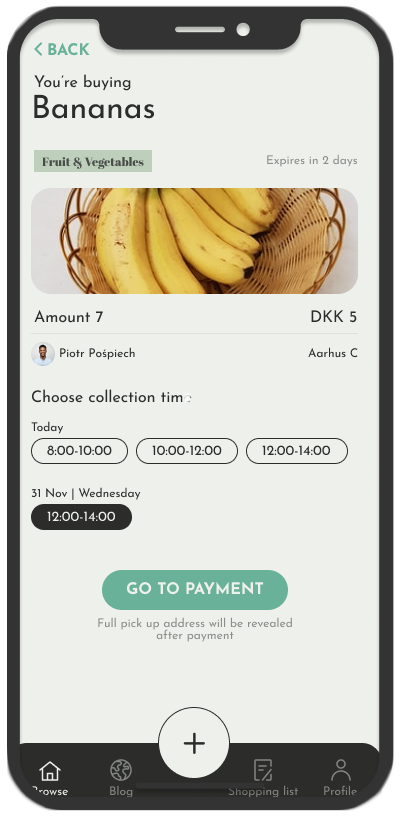 BACK
You're buying
Bananas
Fruit & Vegetables
Expires in 2 days
Amount 7
DKK 5
Piotr Pośpiech
Aarhus C
Choose collection time
Today
8:00-10:00
10:00-12:00
12:00-14:00
31 Nov | Wednesday
12:00-14:00
GO TO PAYMENT
Full pick up address will be revealed
after payment
Browse
Blog
Shopping list
Profile